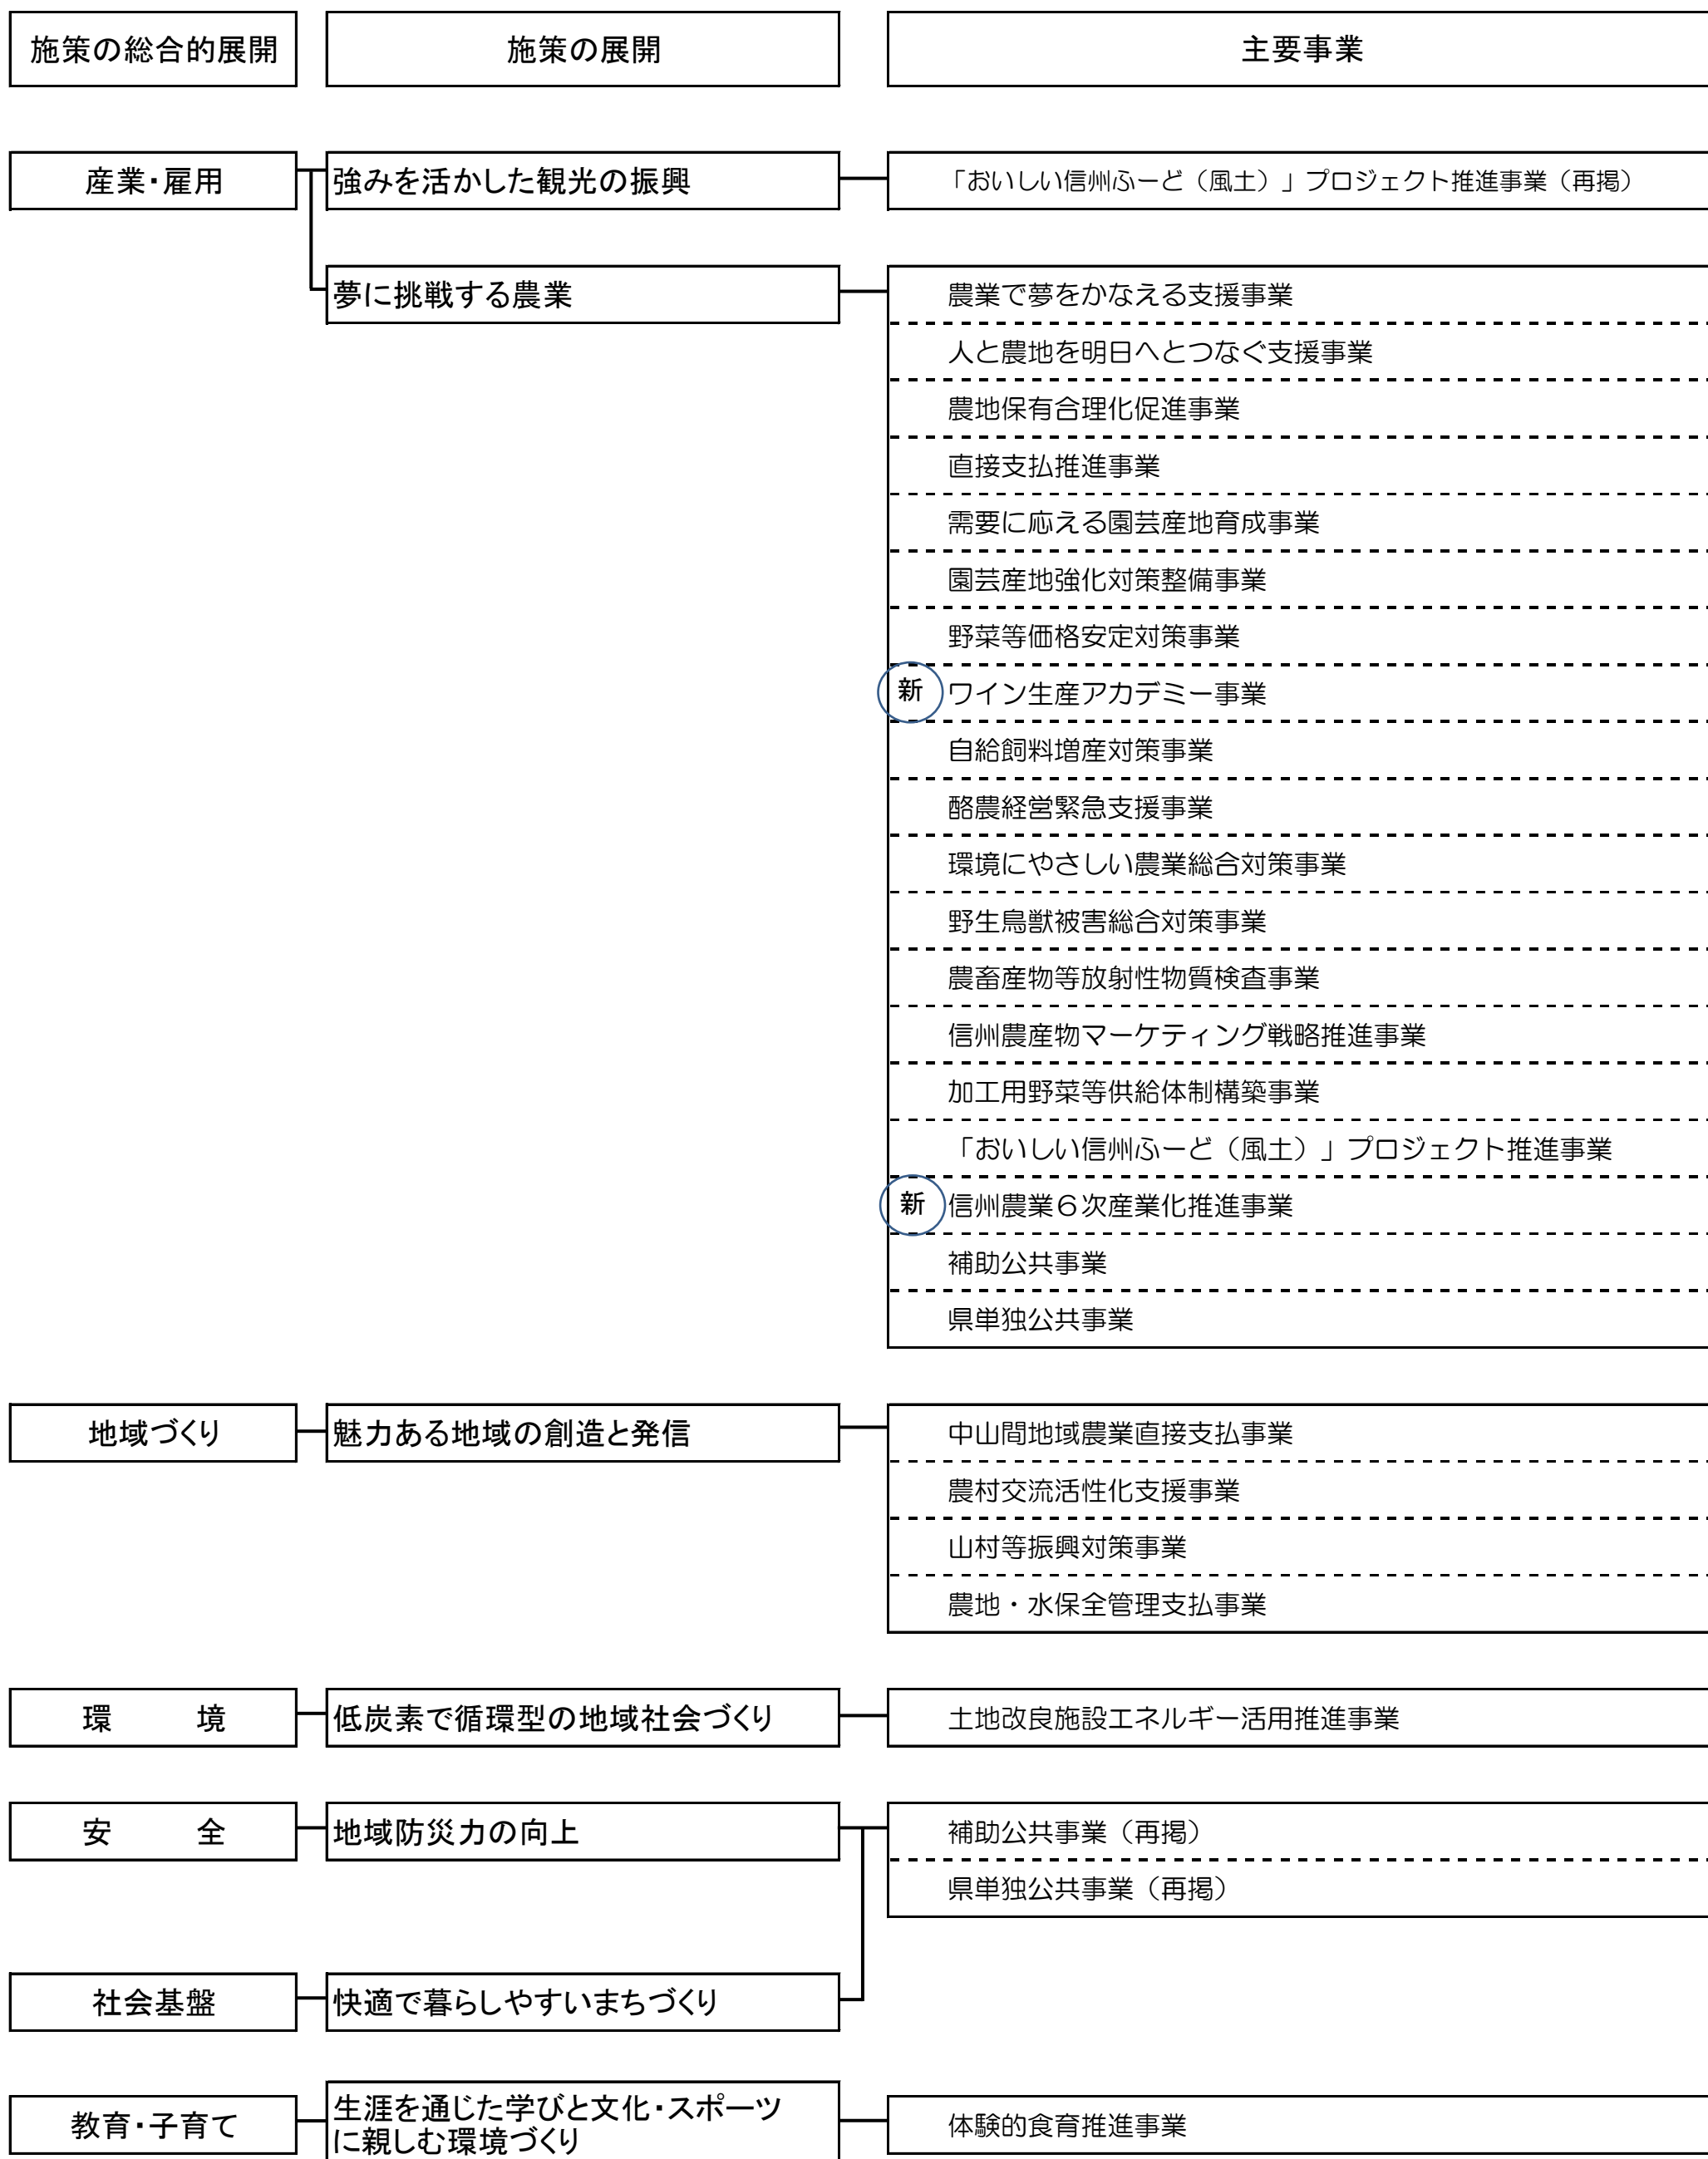 施策の総合的展開 施策の展開 主要事業
産業・雇用 強みを活かした観光の振興 「おいしい信州ふーど（風土）」プロジェクト推進事業（再掲）
夢に挑戦する農業 農業で夢をかなえる支援事業
人と農地を明日へとつなぐ支援事業
農地保有合理化促進事業
直接支払推進事業
需要に応える園芸産地育成事業
園芸産地強化対策整備事業
野菜等価格安定対策事業
新 ワイン生産アカデミー事業
自給飼料増産対策事業
酪農経営緊急支援事業
環境にやさしい農業総合対策事業
野生鳥獣被害総合対策事業
農畜産物等放射性物質検査事業
信州農産物マーケティング戦略推進事業
加工用野菜等供給体制構築事業
「おいしい信州ふーど（風土）」プロジェクト推進事業
新 信州農業６次産業化推進事業
補助公共事業
県単独公共事業
地域づくり 魅力ある地域の創造と発信 中山間地域農業直接支払事業
農村交流活性化支援事業
山村等振興対策事業
農地・水保全管理支払事業
環　　境 低炭素で循環型の地域社会づくり 土地改良施設エネルギー活用推進事業
安　　全 地域防災力の向上 補助公共事業（再掲）
県単独公共事業（再掲）
社会基盤 快適で暮らしやすいまちづくり
教育・子育て 生涯を通じた学びと文化・スポーツ
に親しむ環境づくり 体験的食育推進事業